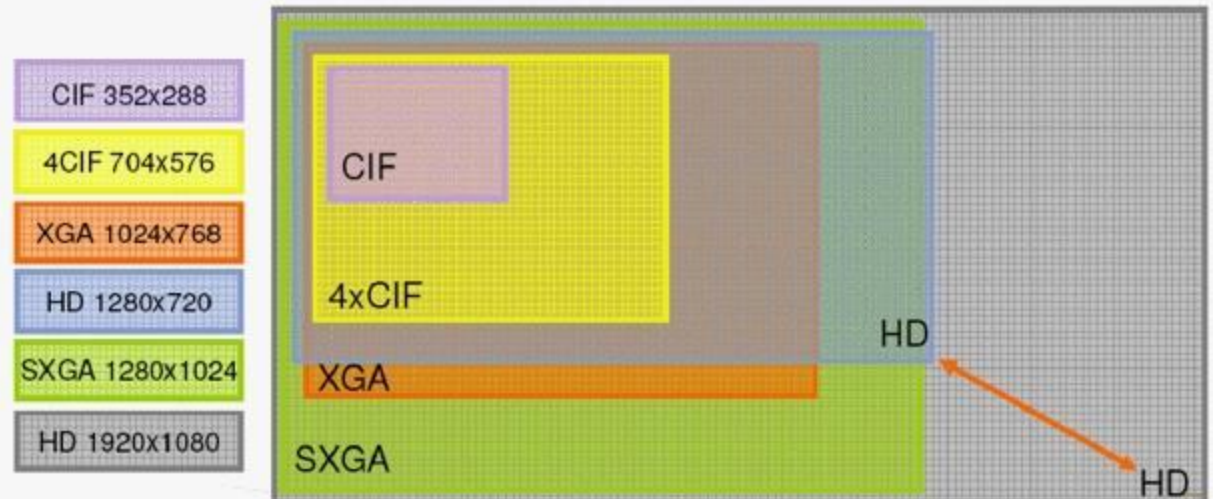 CIF 352x288
4CIF 704x576
XGA 1024x768
HD 1280x720
SXGA 1280x1024
HD 1920x1080
CIF
4xCIF
HD
XGA
SXGA
HD